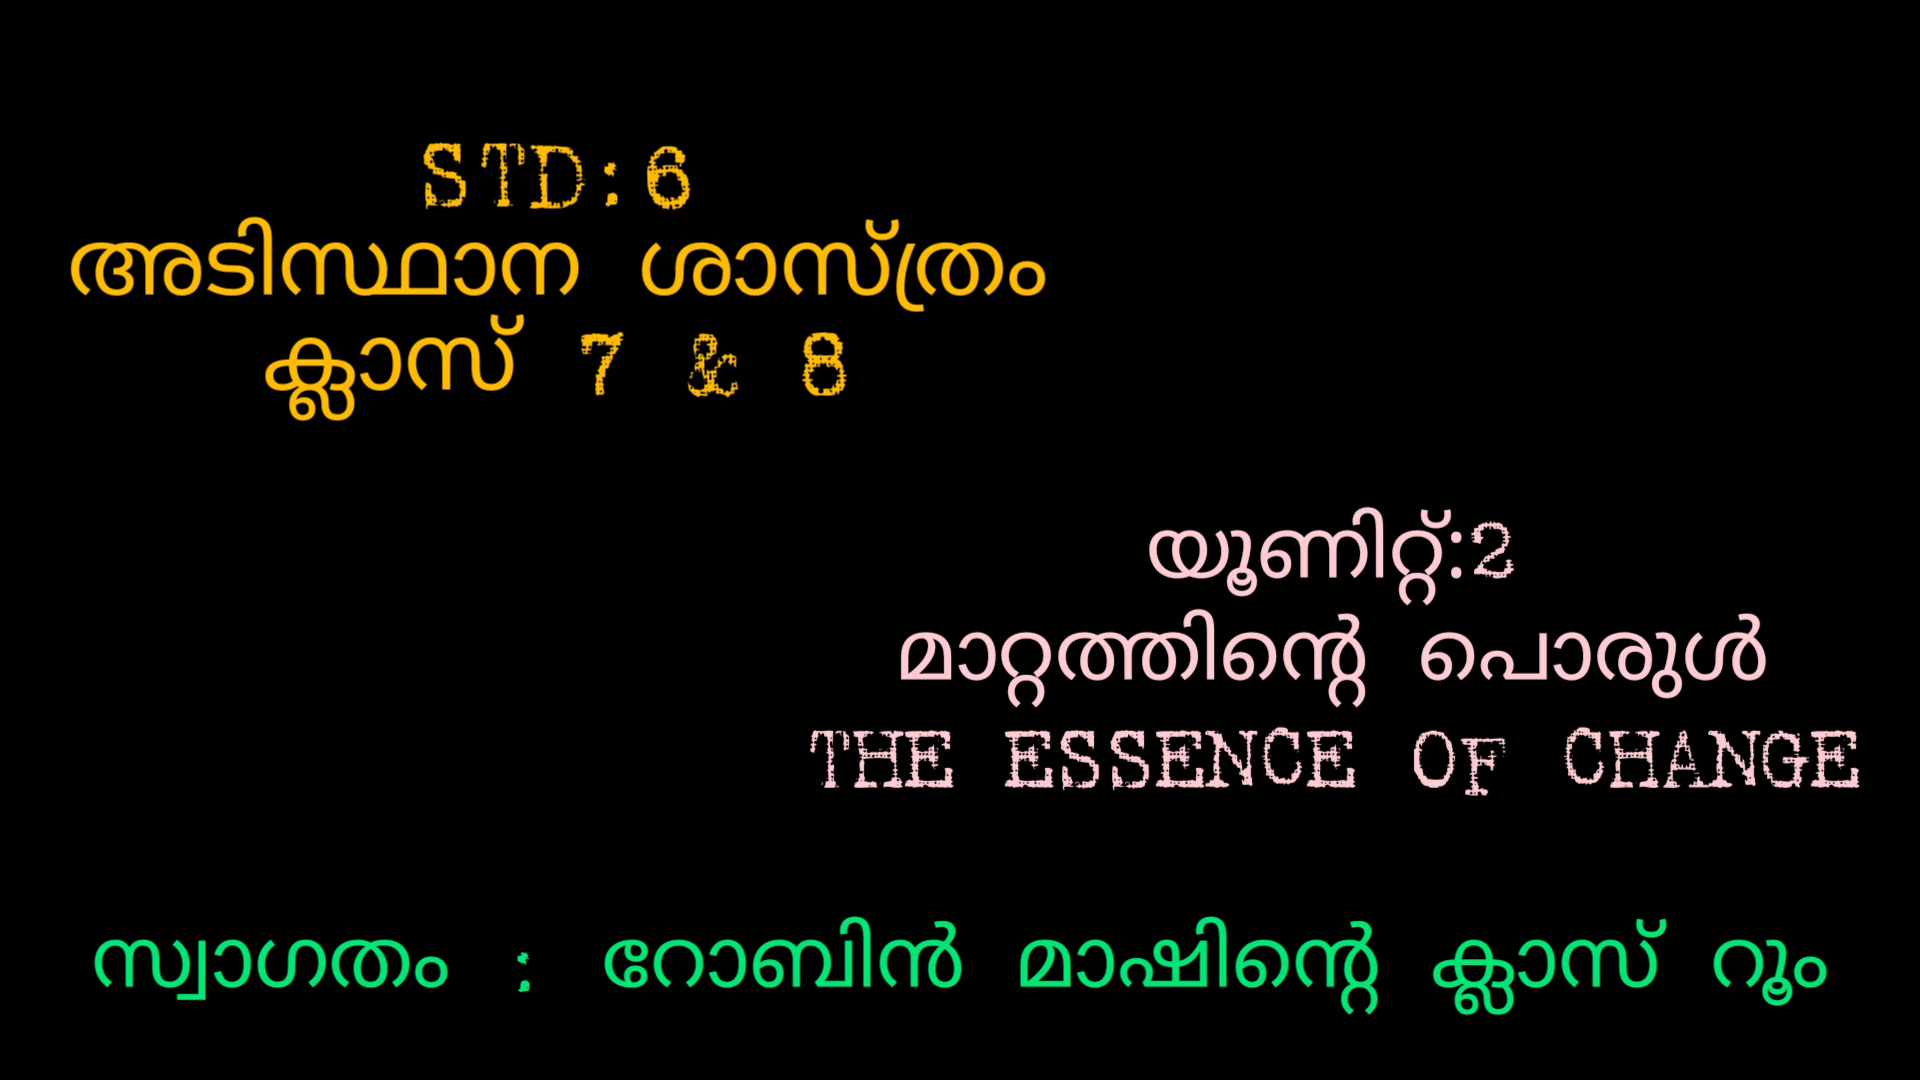 STD:6
അടിസ്ഥാന ശാസ്ത്രം
ക്ലാസ് 7 & 8
യൂണിറ്റ്:2
മാറ്റത്തിന്റെ പൊരുൾ
THE ESSENCE OF CHANGE
സ്വാഗതം : റോബിൻ മാഷിന്റെ ക്ലാസ് റൂം